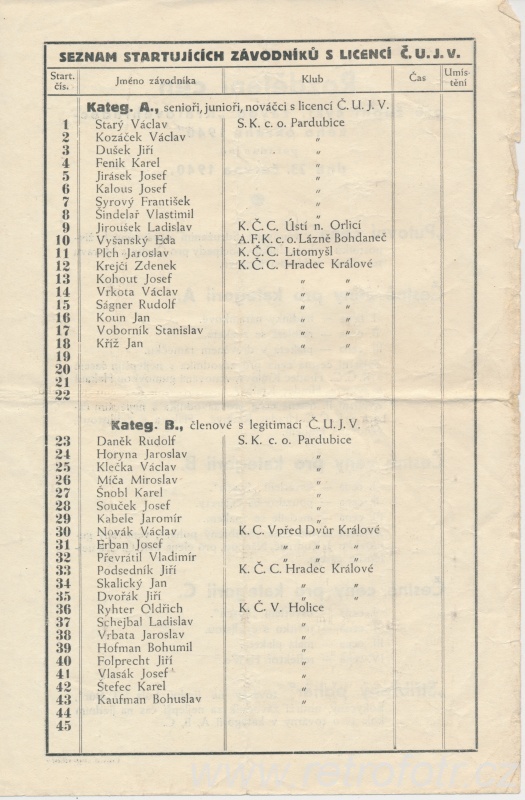 SEZNAM STARTUJÍCÍCH ZÁVODNÍKŮ S LICENCÍ Č. U. J. V.
Start. čís. Jméno závodníka Klub Čas Umístění
Kateg. A., senioři, junioři, nováčci s licencí Č. U. J. V.
1 Starý Václav S. K. c. o. Pardubice
2 Kozáček Václav „
3 Dušek Jiří „
4 Feník Karel „
5 Jirásek Josef „
6 Kalous Josef „
7 Syrový František „
8 Šindelař Vlastimil „
9 Jiroušek Ladislav K. Č. C. Ústí n. Orlicí
10 Vyšanský Eda A. F. K. c. o. Lázně Bohdaneč
11 Plch Jaroslav K. Č. C. Litomyšl
12 Krejčí Zdenek K. Č. C. Hradec Králové
13 Kohout Josef „ „
14 Vrkota Václav „ „
15 Ságner Rudolf „ „
16 Koun Jan „ „
17 Voborník Stanislav „ „
18 Kříž Jan „ „
19
20
21
22
Kateg. B., členové s legitimací Č. U. J. V.
23 Daněk Rudolf S. K. c. o. Pardubice
24 Horyna Jaroslav „
25 Klečka Václav „
26 Míča Miroslav „
27 Šnobl Karel „
28 Souček Josef „
29 Kabele Jaromír „
30 Novák Václav K. C. Vpřed Dvůr Králové
31 Erban Josef „ „ „
32 Převrátil Vladimír „ „ „
33 Podsedník Jiří K. Č. C. Hradec Králové
34 Skalický Jan „ „
35 Dvořák Jiří „ „
36 Ryhter Oldřich K. Č. V. Holice
37 Schejbal Ladislav „
38 Vrbata Jaroslav „
39 Hofman Bohumil „
40 Folprecht Jiří „
41 Vlasák Josef „
42 Štefec Karel „
43 Kaufman Bohuslav „
44
45
www.retrofotr.cz